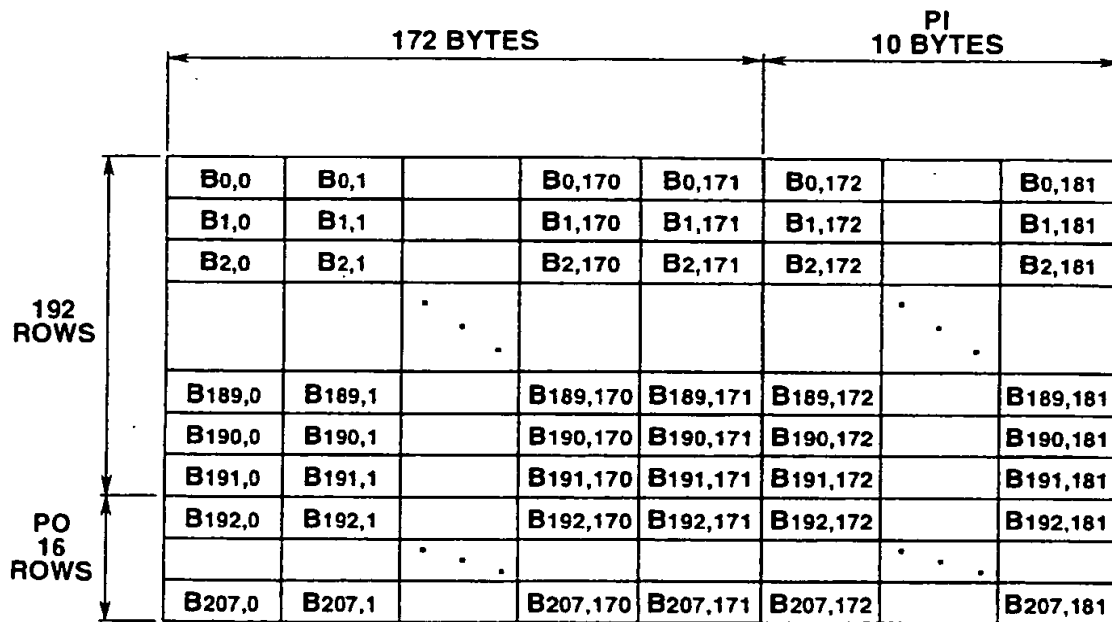 172 BYTES
PI
10 BYTES
B0,0 B0,1 B0,170 B0,171 B0,172 B0,181
B1,0 B1,1 B1,170 B1,171 B1,172 B1,181
B2,0 B2,1 B2,170 B2,171 B2,172 B2,181
192
ROWS
B189,0 B189,1 B189,170 B189,171 B189,172 B189,181
B190,0 B190,1 B190,170 B190,171 B190,172 B190,181
B191,0 B191,1 B191,170 B191,171 B191,172 B191,181
PO
16
ROWS
B192,0 B192,1 B192,170 B192,171 B192,172 B192,181
B207,0 B207,1 B207,170 B207,171 B207,172 B207,181